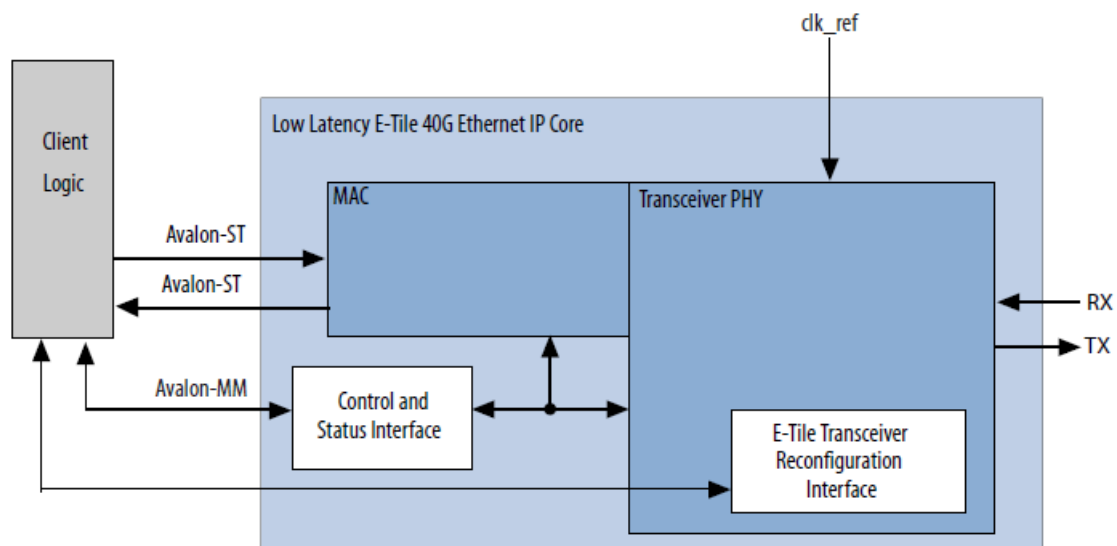 clk_ref
Client
Logic
Low Latency E-Tile 40G Ethernet IP Core
MAC
Transceiver PHY
Avalon-ST
Avalon-ST
RX
TX
Avalon-MM
Control and
Status Interface
E-Tile Transceiver
Reconfiguration
Interface